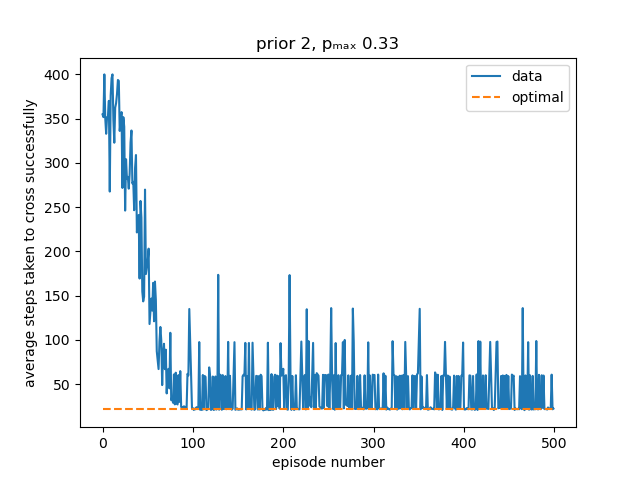 prior 2, pₘₐₓ 0.33
data
optimal
average steps taken to cross successfully
400
350
300
250
200
150
100
50
0
100
200
300
400
500
episode number